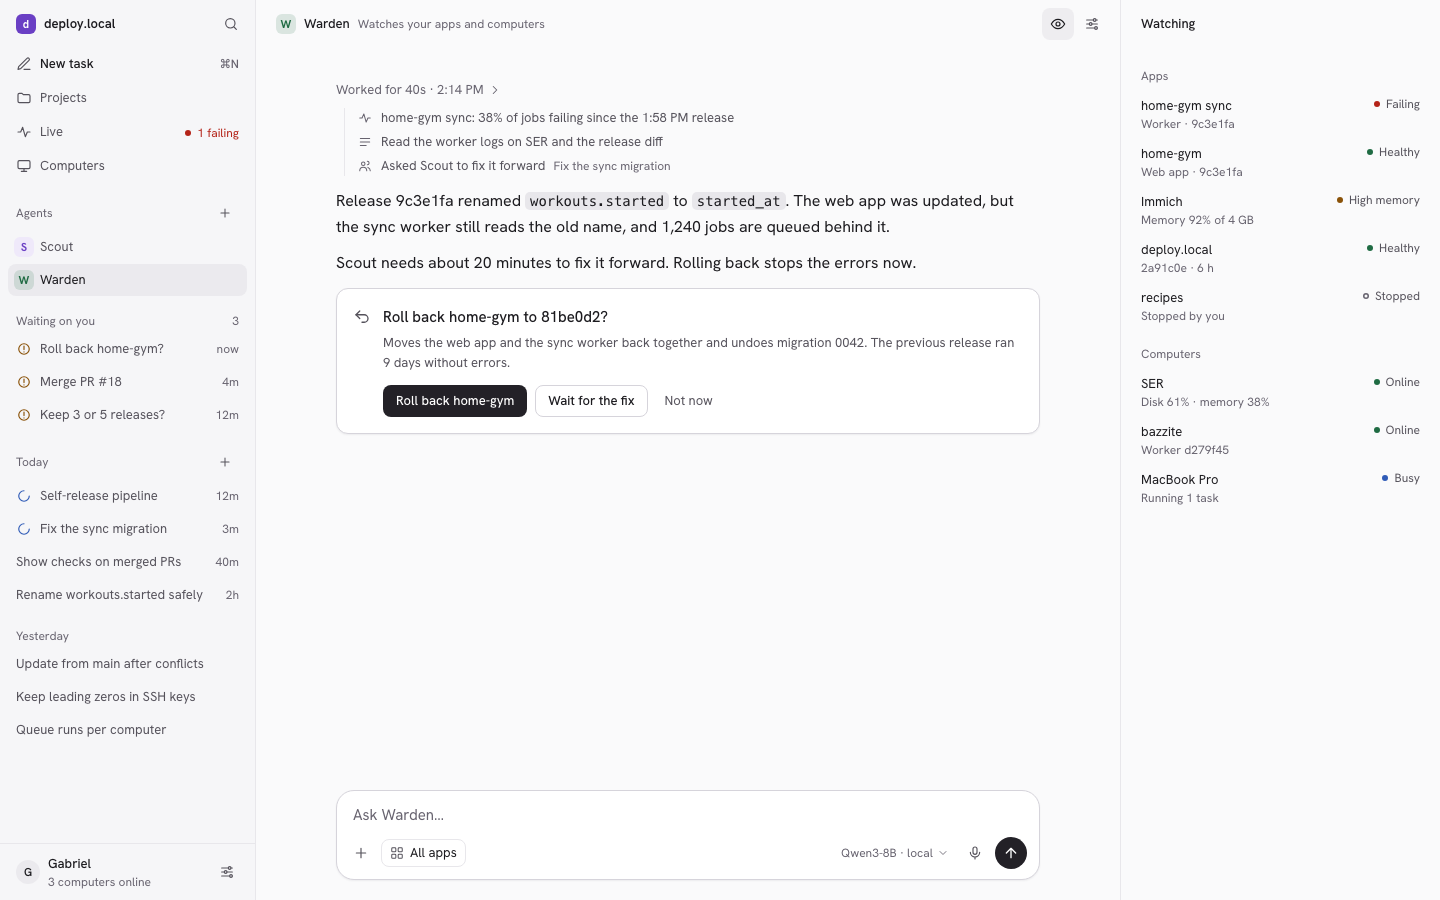 d deploy.local
New task ⌘N
Projects
Live 1 failing
Computers
Agents
S Scout
W Warden
Waiting on you 3
Roll back home-gym? now
Merge PR #18 4m
Keep 3 or 5 releases? 12m
Today
Self-release pipeline 12m
Fix the sync migration 3m
Show checks on merged PRs 40m
Rename workouts.started safely 2h
Yesterday
Update from main after conflicts
Keep leading zeros in SSH keys
Queue runs per computer
G Gabriel
3 computers online
W Warden Watches your apps and computers
Worked for 40s · 2:14 PM
home-gym sync: 38% of jobs failing since the 1:58 PM release
Read the worker logs on SER and the release diff
Asked Scout to fix it forward Fix the sync migration
Release 9c3e1fa renamed workouts.started to started_at. The web app was updated, but
the sync worker still reads the old name, and 1,240 jobs are queued behind it.
Scout needs about 20 minutes to fix it forward. Rolling back stops the errors now.
Roll back home-gym to 81be0d2?
Moves the web app and the sync worker back together and undoes migration 0042. The previous release ran
9 days without errors.
Roll back home-gym Wait for the fix Not now
Ask Warden...
All apps Qwen3-8B · local
Watching
Apps
home-gym sync Failing
Worker · 9c3e1fa
home-gym Healthy
Web app · 9c3e1fa
Immich High memory
Memory 92% of 4 GB
deploy.local Healthy
2a91c0e · 6 h
recipes Stopped
Stopped by you
Computers
SER Online
Disk 61% · memory 38%
bazzite Online
Worker d279f45
MacBook Pro Busy
Running 1 task